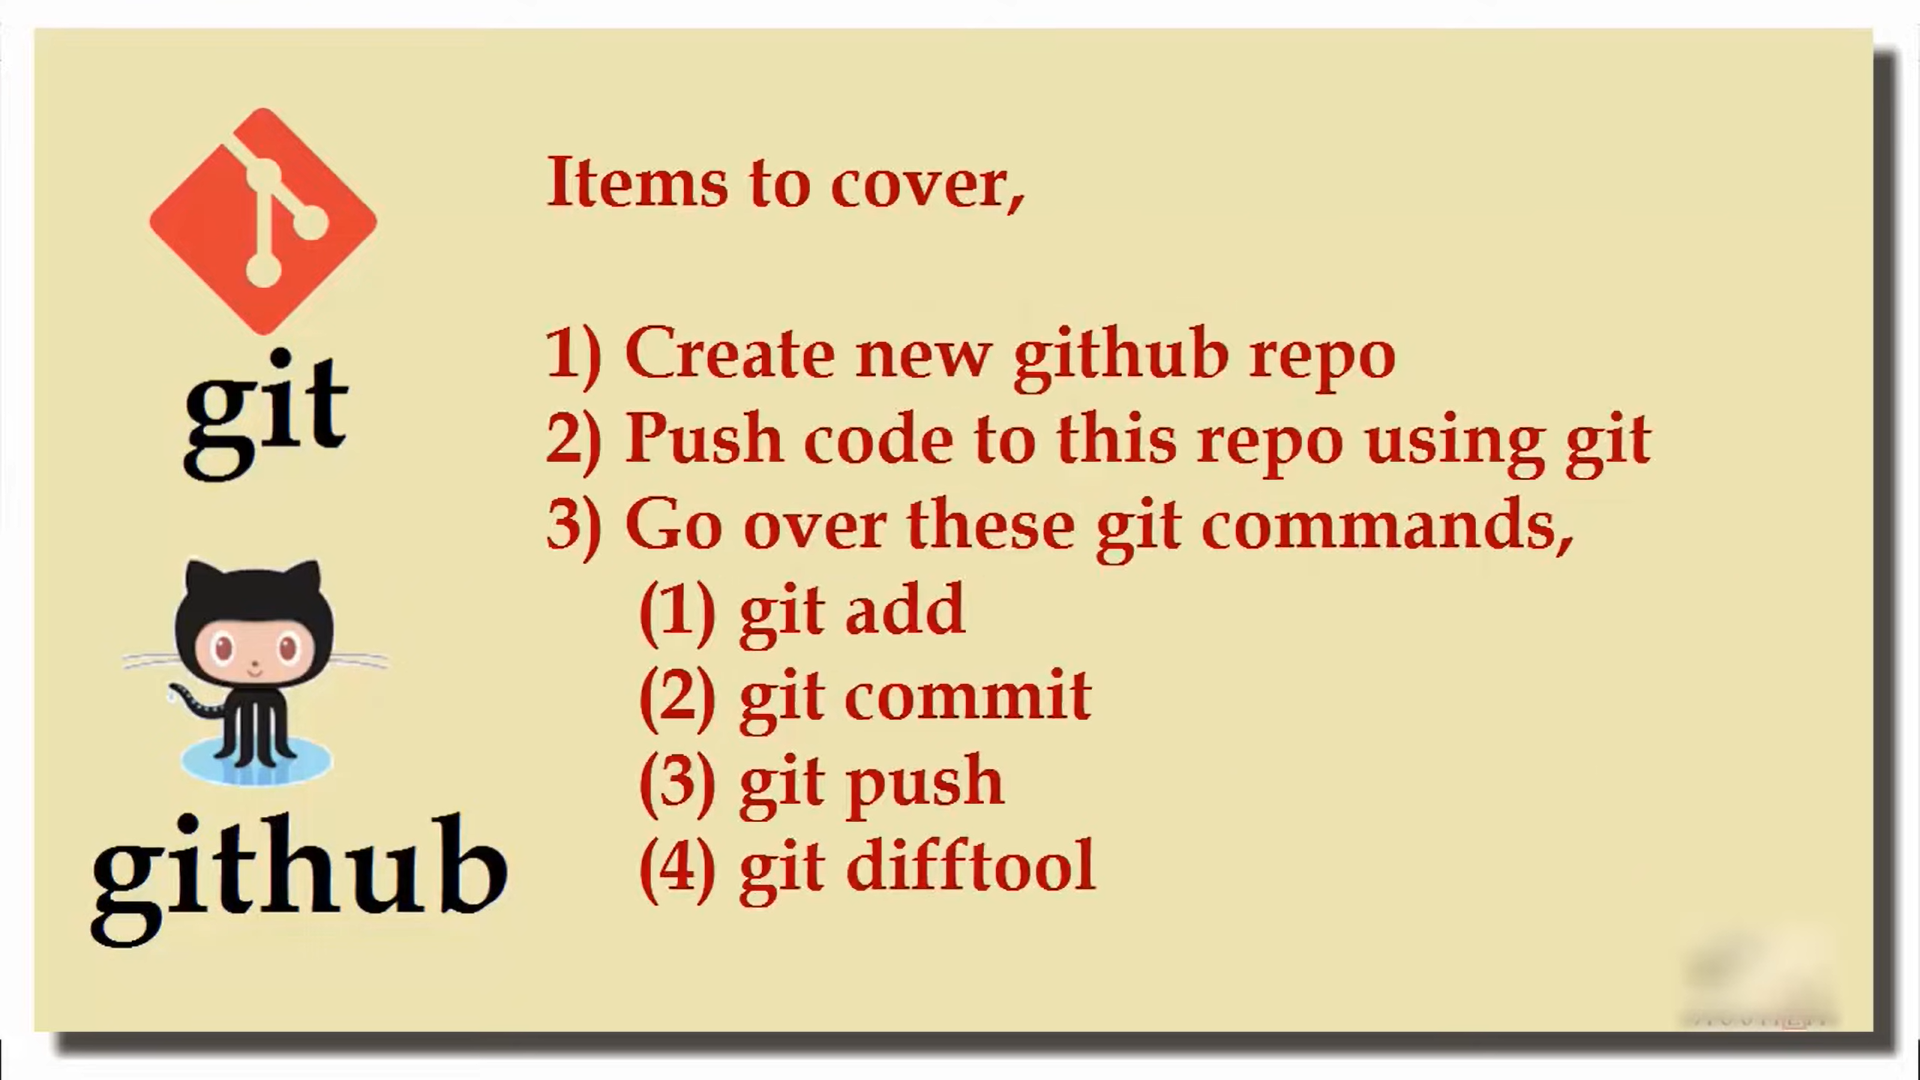 git
github
Items to cover,
1) Create new github repo
2) Push code to this repo using git
3) Go over these git commands,
(1) git add
(2) git commit
(3) git push
(4) git difftool